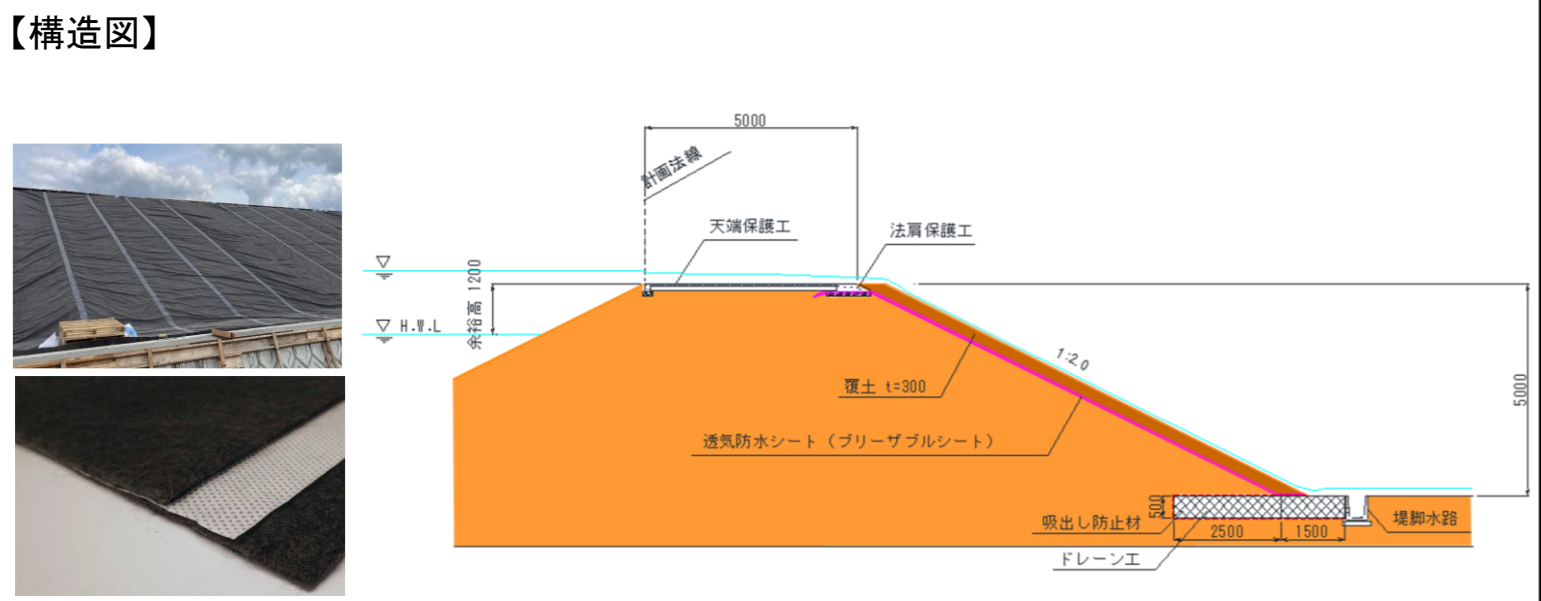 【構造図】
5000
計画法線
天端保護工
法肩保護工
▽
余裕高 1200
▽ H.W.L
1:2.0
覆土 t=300
透気防水シート（ブリーザブルシート）
5000
500
吸出し防止材
2500
1500
堤脚水路
ドレーン工